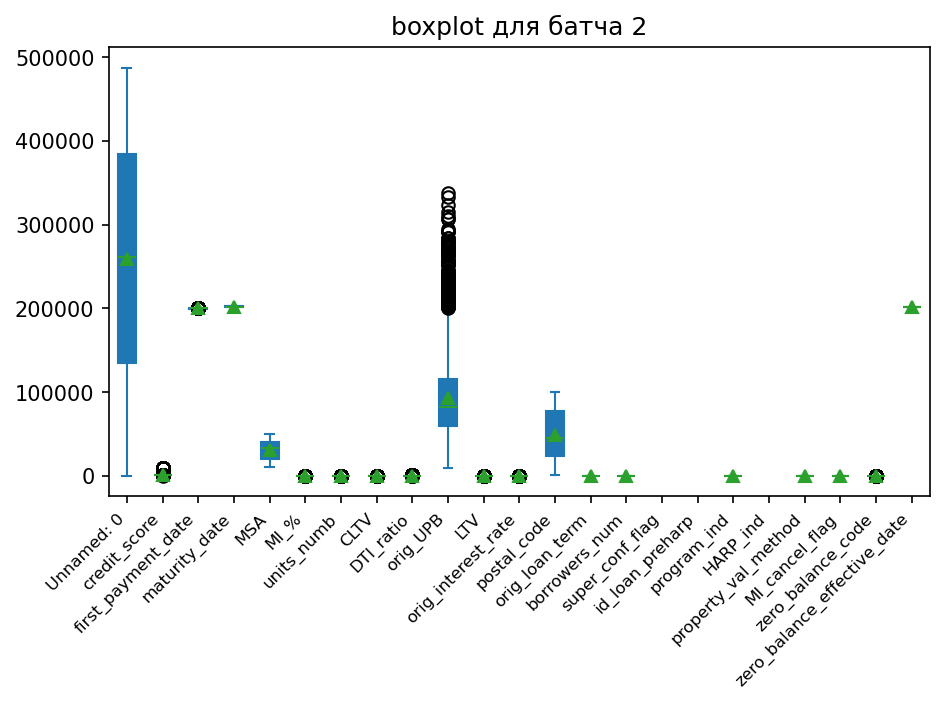 boxplot для батча 2
500000
400000
300000
200000
100000
0
Unnamed: 0
credit_score
first_payment_date
maturity_date
MSA
MI_%
units_numb
CLTV
DTI_ratio
orig_UPB
LTV
orig_interest_rate
postal_code
orig_loan_term
borrowers_num
super_conf_flag
id_loan_preharp
program_ind
HARP_ind
property_val_method
MI_cancel_flag
zero_balance_code
zero_balance_effective_date